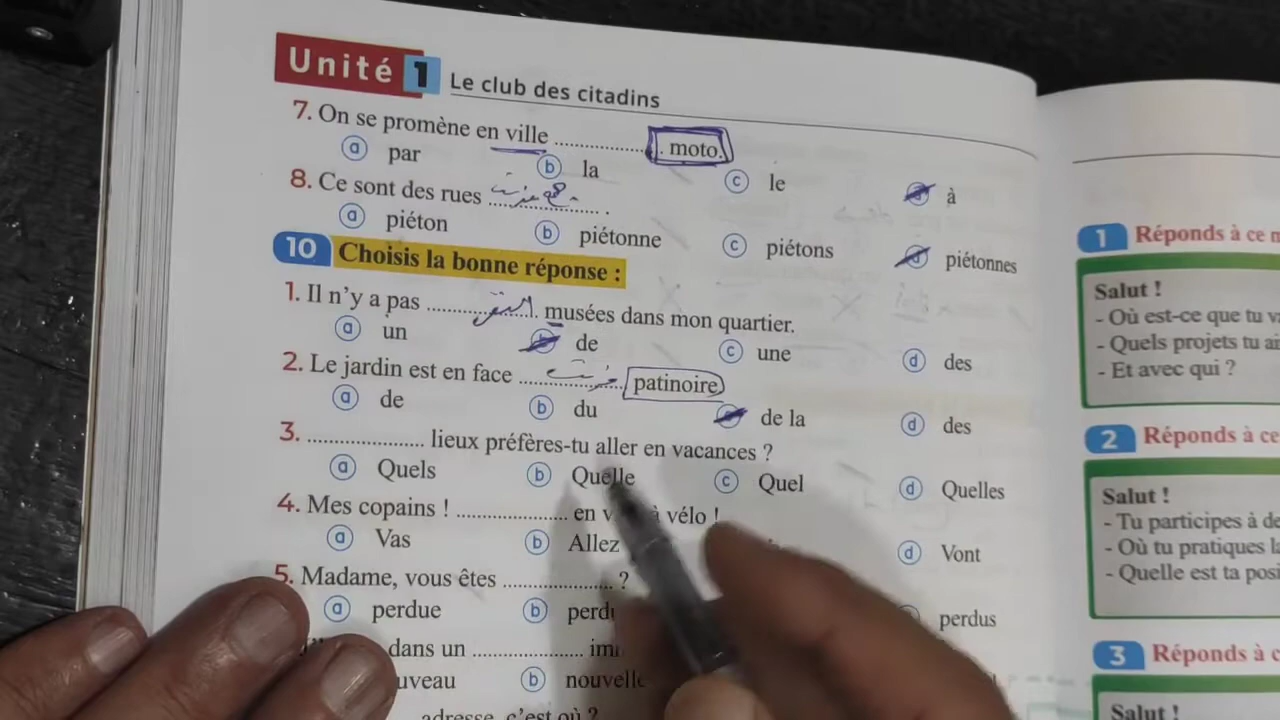 Unité 1 Le club des citadins
7. On se promène en ville .................... moto.
a par b la c le à
8. Ce sont des rues .................... .
a piéton b piétonne c piétons d piétonnes
10 Choisis la bonne réponse :
1. Il n'y a pas .................... musées dans mon quartier.
a un b de c une d des
2. Le jardin est en face .................... patinoire.
a de b du de la d des
3. .................... lieux préfères-tu aller en vacances ?
a Quels b Quelle c Quel d Quelles
4. Mes copains ! .................... en à vélo !
a Vas b Allez d Vont
5. Madame, vous êtes .................... ?
a perdue b perdus
dans un ....................
b
adresse, c'est où ?
1 Réponds à ce
Salut !
- Où est-ce que tu
- Quels projets tu
- Et avec qui ?
2 Réponds à ce
Salut !
- Tu participes à
- Où tu pratiques
- Quelle est ta
3 Réponds à
Salut !